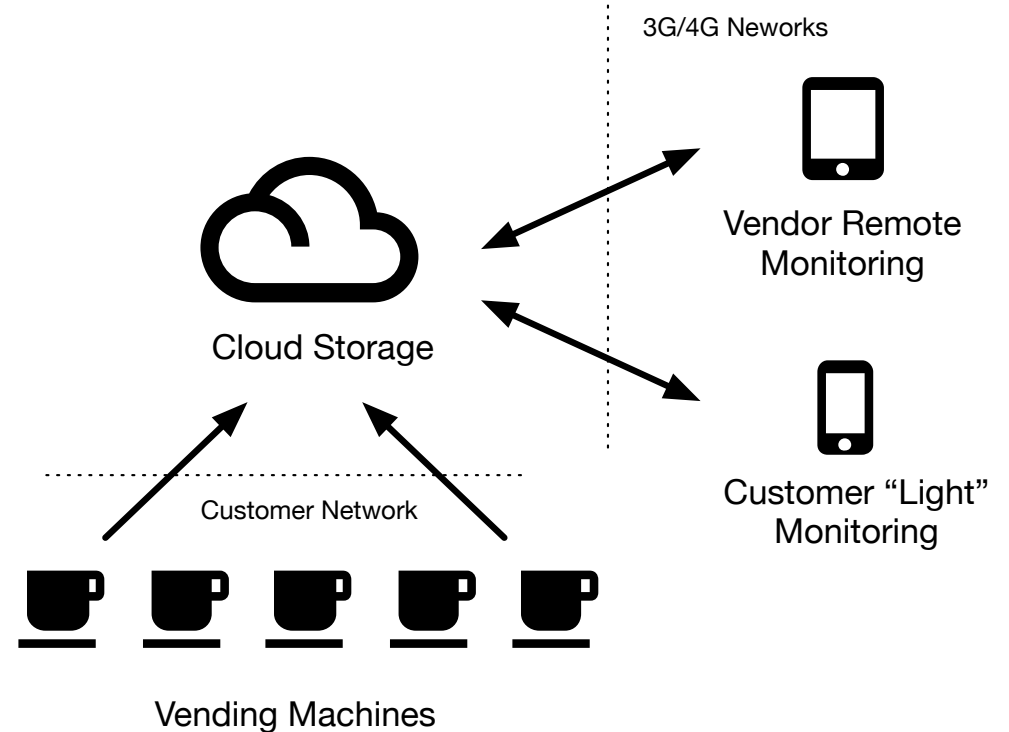 3G/4G Neworks
Vendor Remote
Monitoring
Cloud Storage
Customer “Light”
Monitoring
Customer Network
Vending Machines